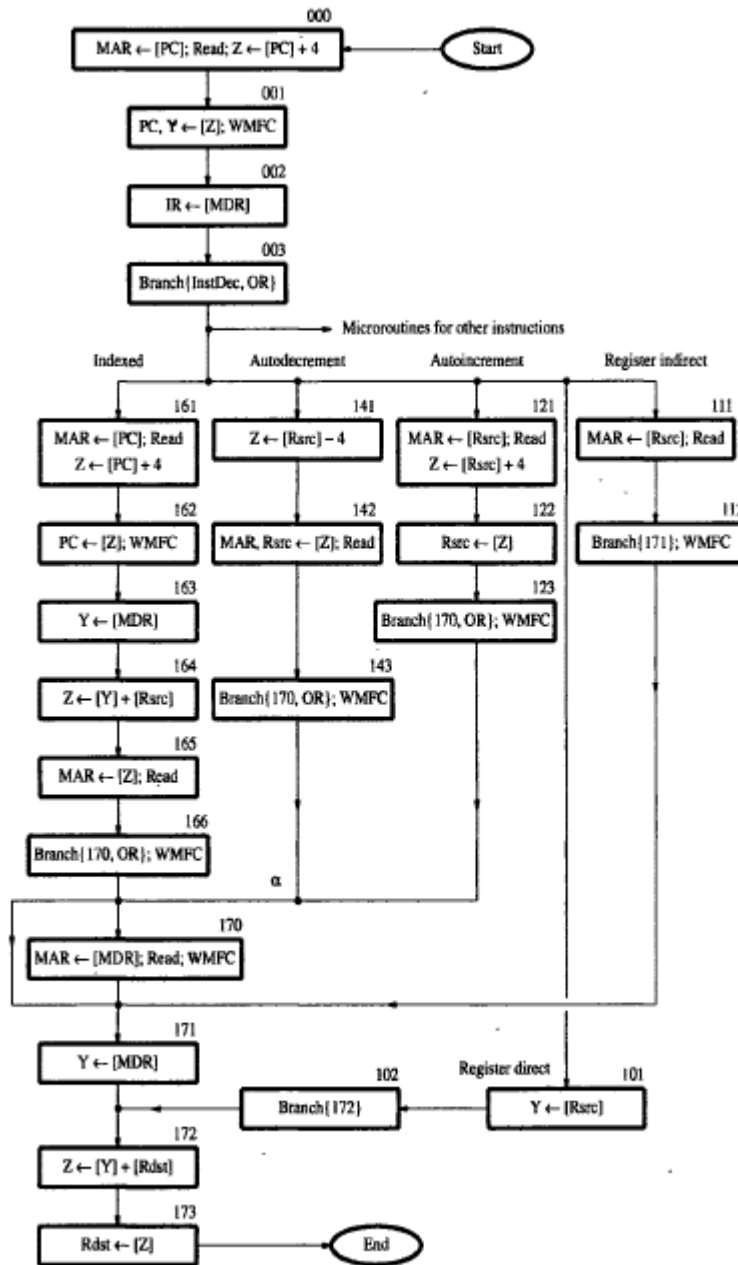 000
MAR ← [PC]; Read; Z ← [PC] + 4
Start
001
PC, Y ← [Z]; WMFC
002
IR ← [MDR]
003
Branch{InstDec, OR}
Microroutines for other instructions
Indexed
Autodecrement
Autoincrement
Register indirect
161
141
121
111
MAR ← [PC]; Read
Z ← [PC] + 4
Z ← [Rsrc] − 4
MAR ← [Rsrc]; Read
Z ← [Rsrc] + 4
MAR ← [Rsrc]; Read
162
142
122
PC ← [Z]; WMFC
MAR, Rsrc ← [Z]; Read
Rsrc ← [Z]
Branch{171}; WMFC
163
123
Y ← [MDR]
Branch{170, OR}; WMFC
164
143
Z ← [Y] + [Rsrc]
Branch{170, OR}; WMFC
165
MAR ← [Z]; Read
166
Branch{170, OR}; WMFC
α
170
MAR ← [MDR]; Read; WMFC
171
Y ← [MDR]
102
Register direct
101
Branch{172}
Y ← [Rsrc]
172
Z ← [Y] + [Rdst]
173
Rdst ← [Z]
End